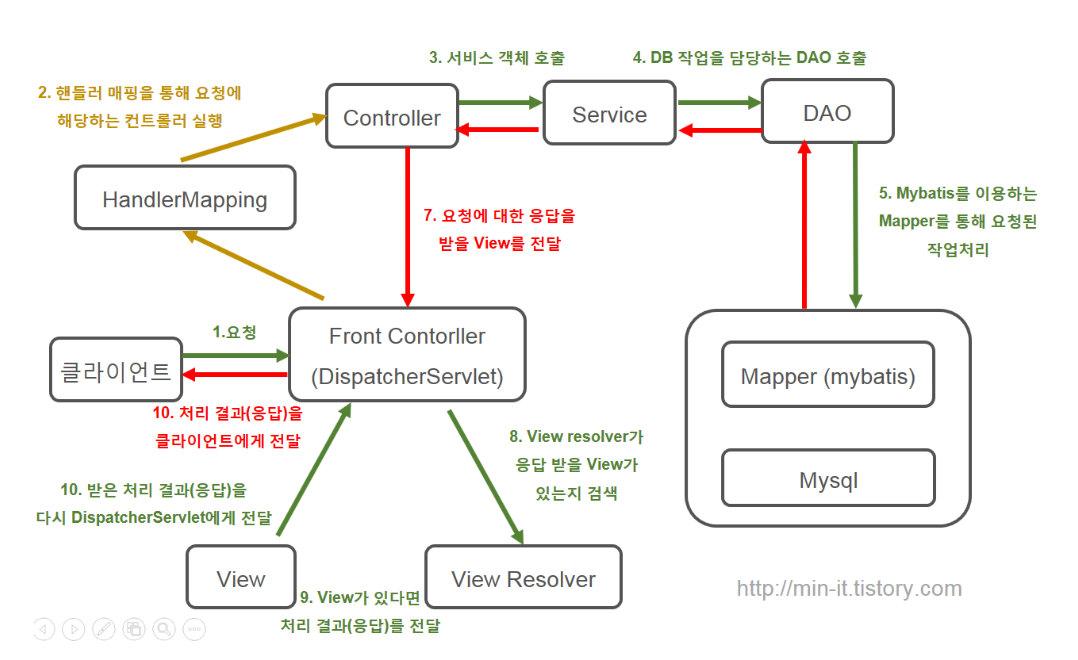 3. 서비스 객체 호출
4. DB 작업을 담당하는 DAO 호출
2. 핸들러 매핑을 통해 요청에
해당하는 컨트롤러 실행
Controller
Service
DAO
HandlerMapping
5. Mybatis를 이용하는
Mapper를 통해 요청된
작업처리
7. 요청에 대한 응답을
받을 View를 전달
1.요청
Front Contorller
(DispatcherServlet)
클라이언트
Mapper (mybatis)
Mysql
10. 처리 결과(응답)을
클라이언트에게 전달
8. View resolver가
응답 받을 View가
있는지 검색
10. 받은 처리 결과(응답)을
다시 DispatcherServlet에게 전달
View
View Resolver
9. View가 있다면
처리 결과(응답)를 전달
http://min-it.tistory.com